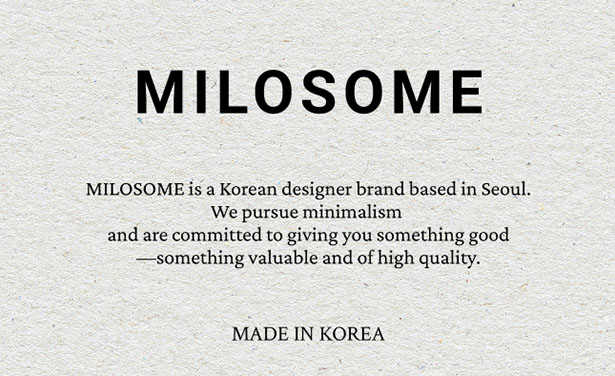 MILOSOME
MILOSOME is a Korean designer brand based in Seoul.
We pursue minimalism
and are committed to giving you something good
—something valuable and of high quality.
MADE IN KOREA